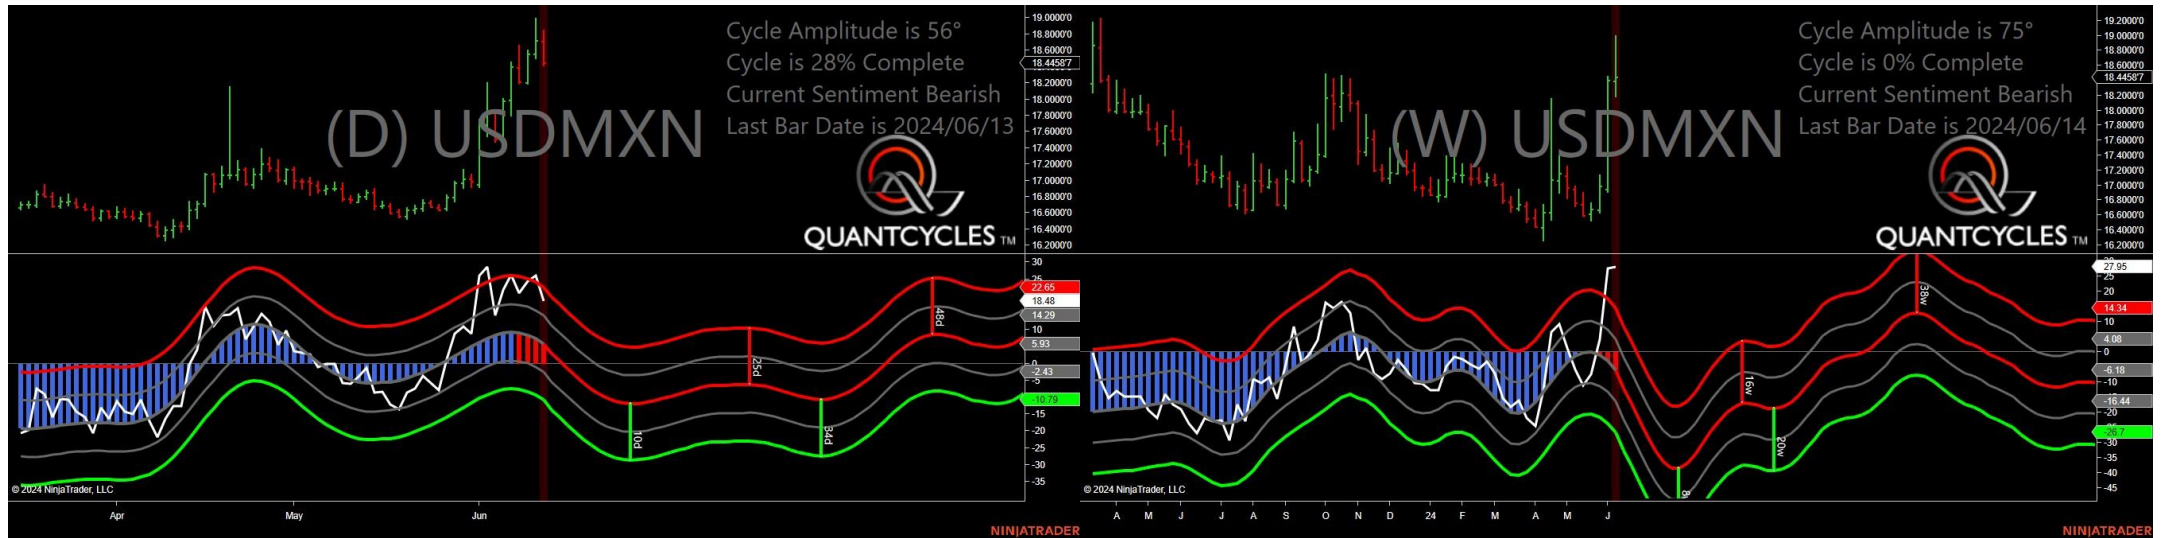 Cycle Amplitude is 56°
Cycle is 28% Complete
Current Sentiment Bearish
Last Bar Date is 2024/06/13
(D) USDMXN
QUANTCYCLES TM
19.0000'0
18.8000'0
18.6000'0
18.4458'7
18.2000'0
18.0000'0
17.8000'0
17.6000'0
17.4000'0
17.2000'0
17.0000'0
16.8000'0
16.6000'0
16.4000'0
16.2000'0
30
25
22.65
18.48
14.29
10
5.93
0
-2.43
-5
-10.79
-15
-20
-25
-30
-35
10d
25d
34d
48d
© 2024 NinjaTrader, LLC
Apr May Jun
NINJATRADER
Cycle Amplitude is 75°
Cycle is 0% Complete
Current Sentiment Bearish
Last Bar Date is 2024/06/14
(W) USDMXN
QUANTCYCLES TM
19.2000'0
19.0000'0
18.8000'0
18.6000'0
18.4458'7
18.2000'0
18.0000'0
17.8000'0
17.6000'0
17.4000'0
17.2000'0
17.0000'0
16.8000'0
16.6000'0
16.4000'0
16.2000'0
27.95
25
20
14.34
10
4.08
0
-6.18
-10
-16.44
-20
-26.7
-30
-35
-40
-45
8
16w
20w
38w
© 2024 NinjaTrader, LLC
A M J J A S O N D 24 F M A M J
NINJATRADER